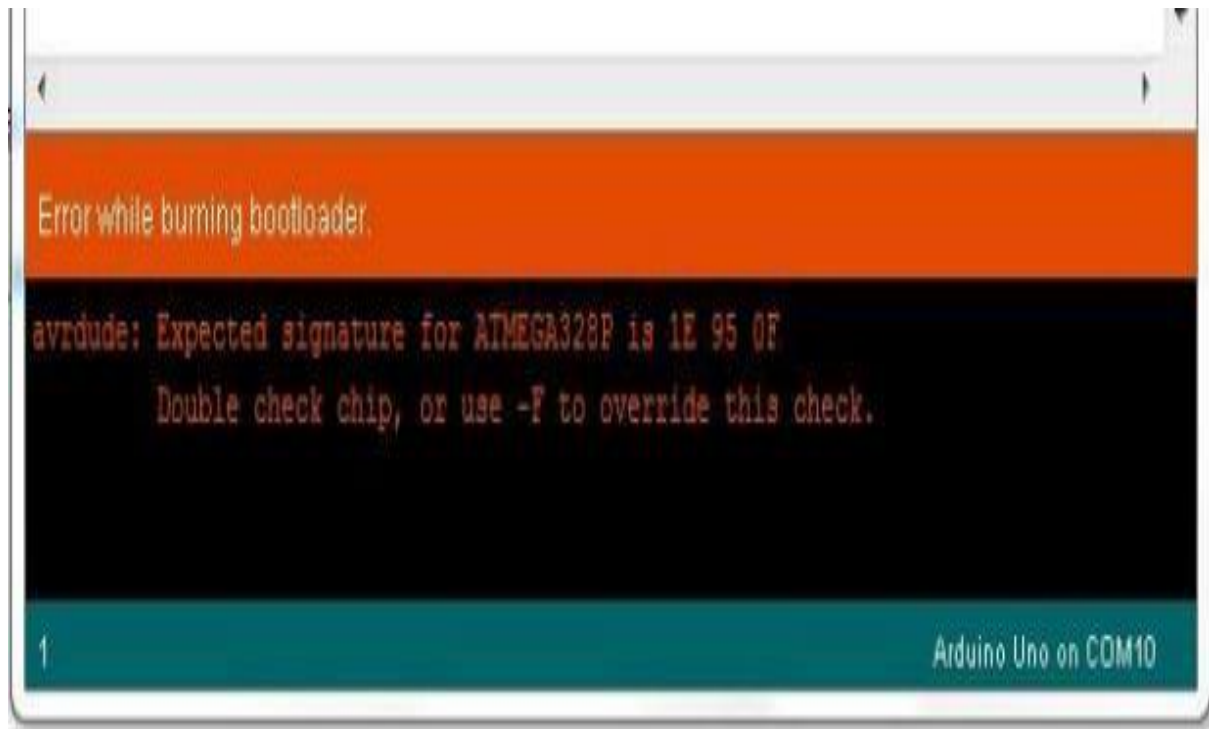 Error while burning bootloader.
avrdude: Expected signature for ATMEGA328P is 1E 95 0F
Double check chip, or use -F to override this check.
1
Arduino Uno on COM10